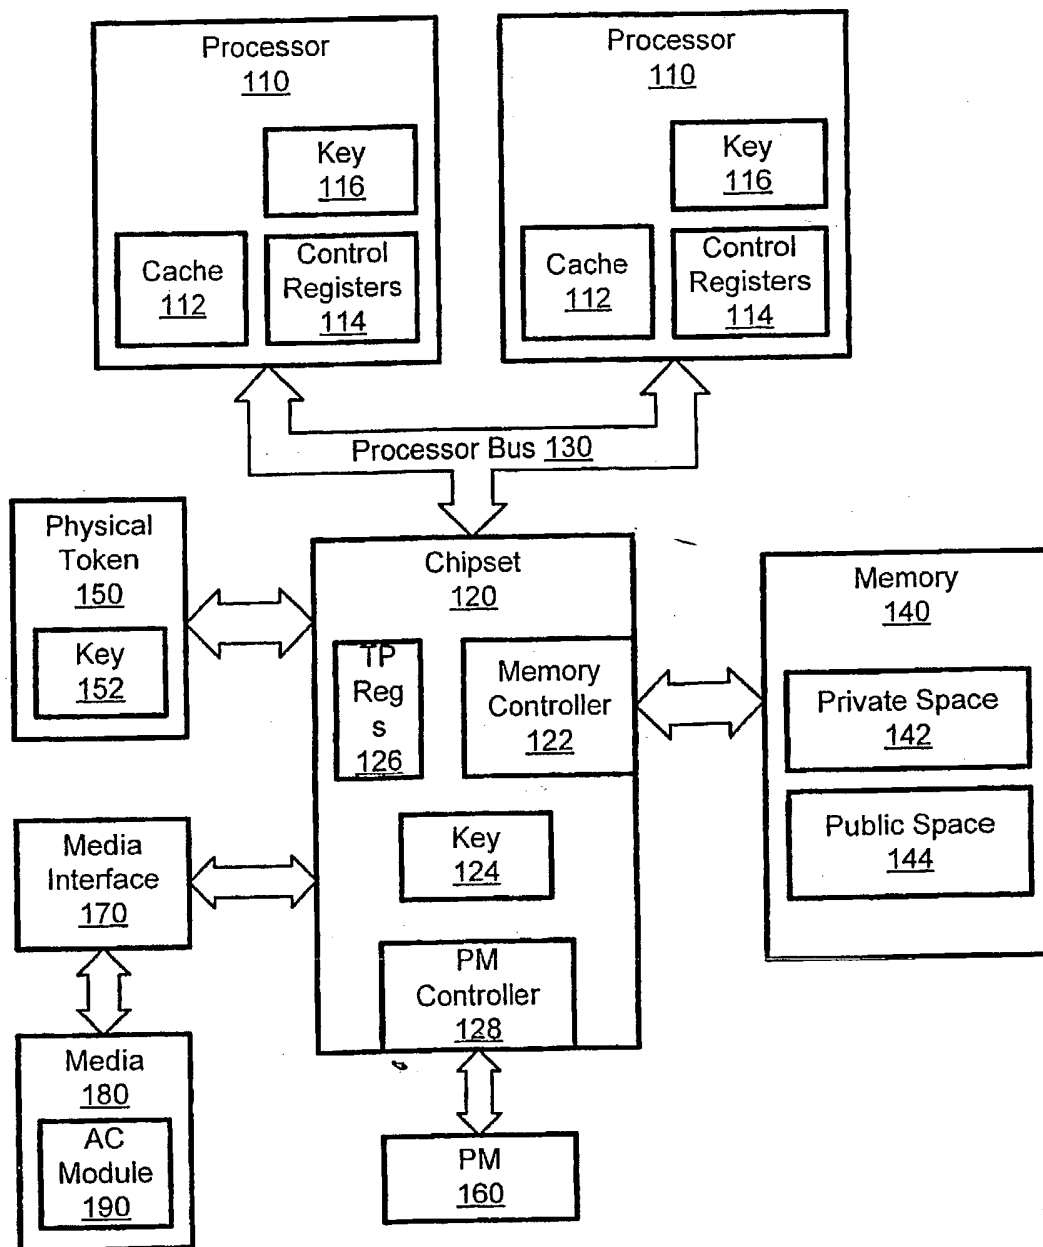 Processor
110
Key
116
Cache
112
Control
Registers
114
Processor
110
Key
116
Cache
112
Control
Registers
114
Processor Bus 130
Physical
Token
150
Key
152
Chipset
120
TP
Reg
s
126
Memory
Controller
122
Key
124
PM
Controller
128
Memory
140
Private Space
142
Public Space
144
Media
Interface
170
Media
180
AC
Module
190
PM
160